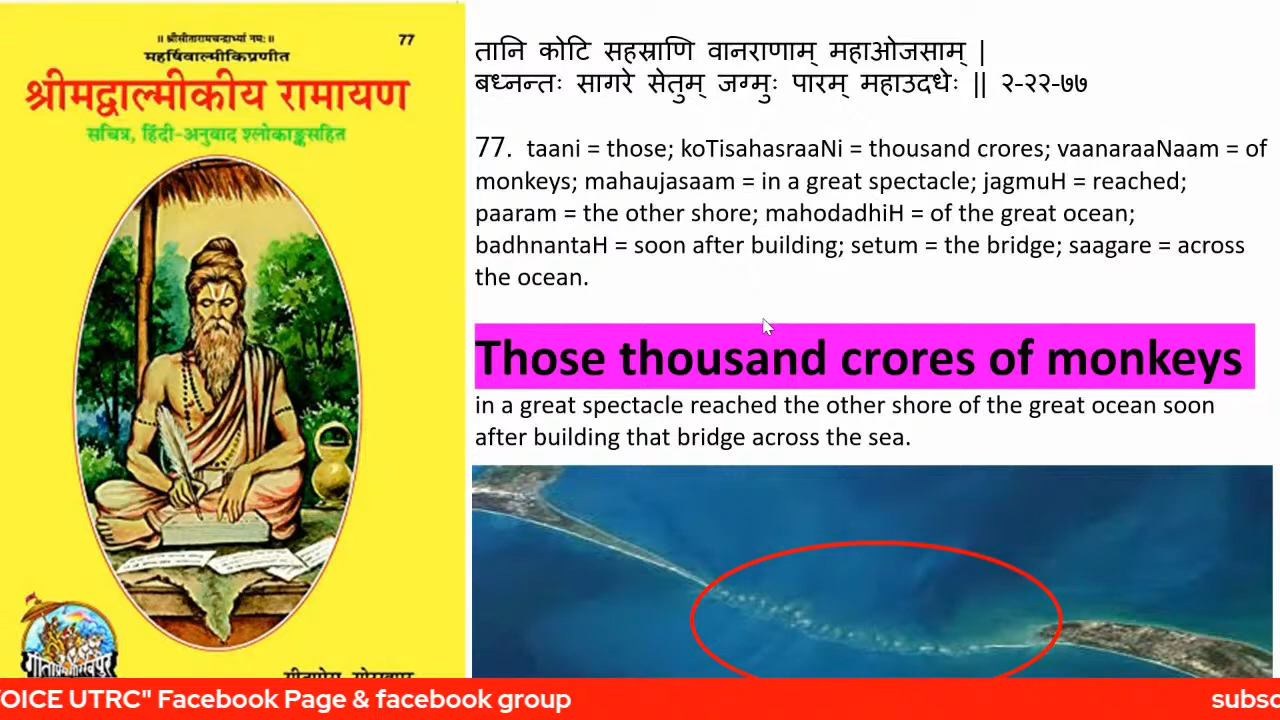 ॥ श्रीसीतारामचन्द्राभ्यां नमः ॥
77
महर्षिवाल्मीकिप्रणीत
श्रीमद्वाल्मीकीय रामायण
सचित्र, हिंदी-अनुवाद श्लोकाङ्कसहित
गीताप्रेस गोरखपुर
तानि कोटि सहस्राणि वानराणाम् महाओजसाम् |
बध्नन्तः सागरे सेतुम् जग्मुः पारम् महाउदधेः || २-२२-७७
77. taani = those; koTisahasraaNi = thousand crores; vaanaraaNaam = of
monkeys; mahaujasaam = in a great spectacle; jagmuH = reached;
paaram = the other shore; mahodadhiH = of the great ocean;
badhnantaH = soon after building; setum = the bridge; saagare = across
the ocean.
Those thousand crores of monkeys
in a great spectacle reached the other shore of the great ocean soon
after building that bridge across the sea.
OICE UTRC" Facebook Page & facebook group
subsc